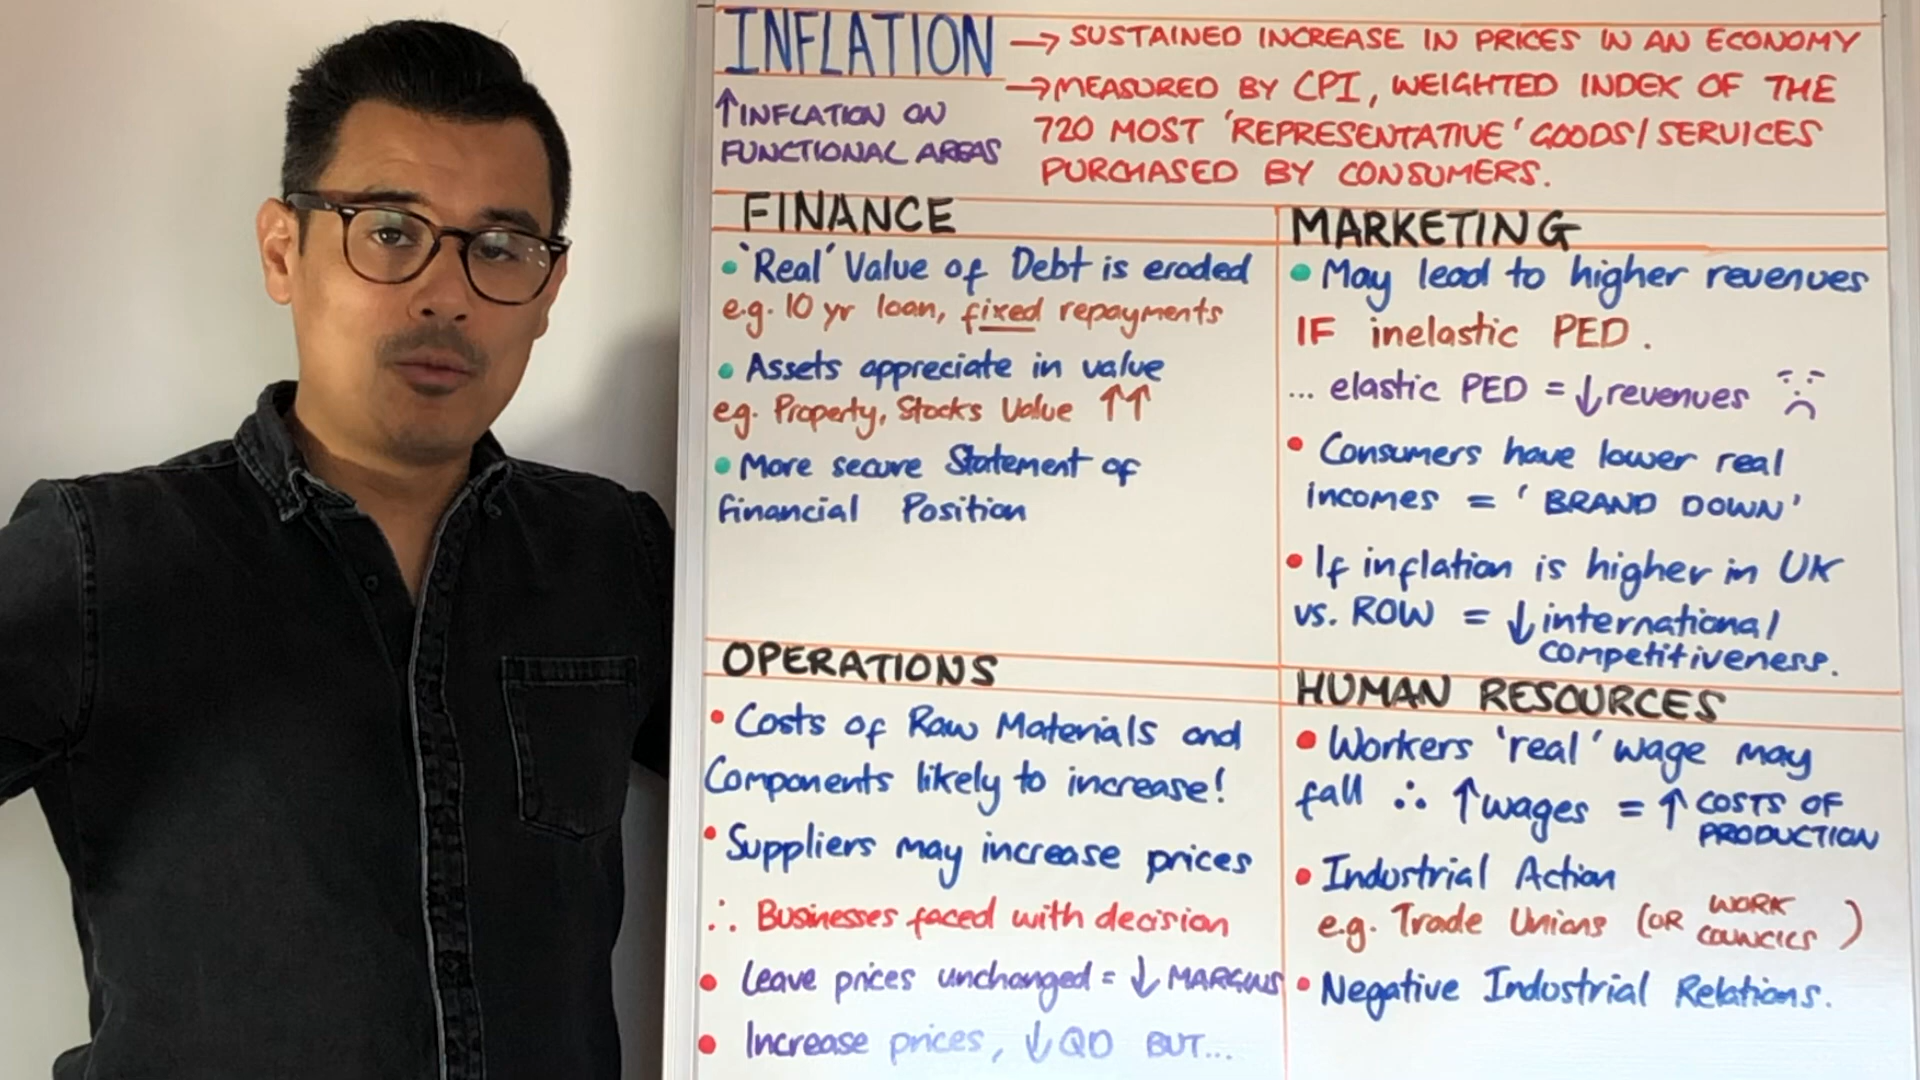 INFLATION → SUSTAINED INCREASE IN PRICES IN AN ECONOMY
→ MEASURED BY CPI, WEIGHTED INDEX OF THE
720 MOST 'REPRESENTATIVE' GOODS/SERVICES
PURCHASED BY CONSUMERS.
↑INFLATION ON
FUNCTIONAL AREAS
FINANCE
• 'Real' Value of Debt is eroded
e.g. 10 yr loan, fixed repayments
• Assets appreciate in value
eg. Property, Stocks Value ↑↑
• More secure Statement of
financial Position
MARKETING
• May lead to higher revenues
IF inelastic PED.
... elastic PED = ↓revenues
• Consumers have lower real
incomes = 'BRAND DOWN'
• If inflation is higher in UK
vs. ROW = ↓international
competitiveness.
OPERATIONS
• Costs of Raw Materials and
Components likely to increase!
• Suppliers may increase prices
∴ Businesses faced with decision
• Leave prices unchanged = ↓ MARGINS
• Increase prices, ↓QD BUT...
HUMAN RESOURCES
• Workers 'real' wage may
fall ∴ ↑wages = ↑ COSTS OF
PRODUCTION
• Industrial Action
e.g. Trade Unions (OR WORK
COUNCILS)
• Negative Industrial Relations.